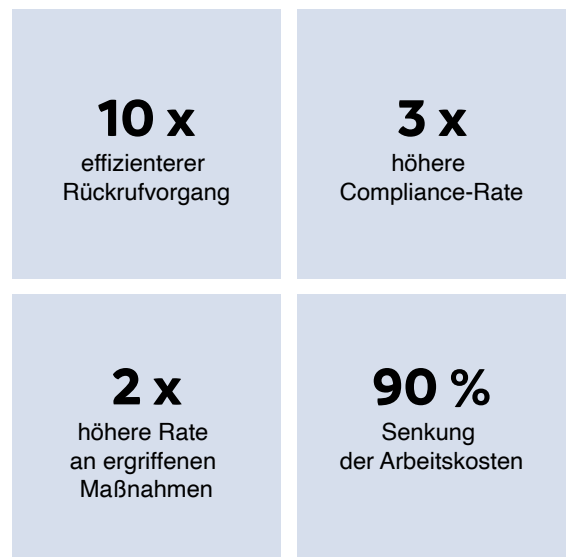 10 x
effizienterer
Rückrufvorgang
3 x
höhere
Compliance-Rate
2 x
höhere Rate
an ergriffenen
Maßnahmen
90 %
Senkung
der Arbeitskosten